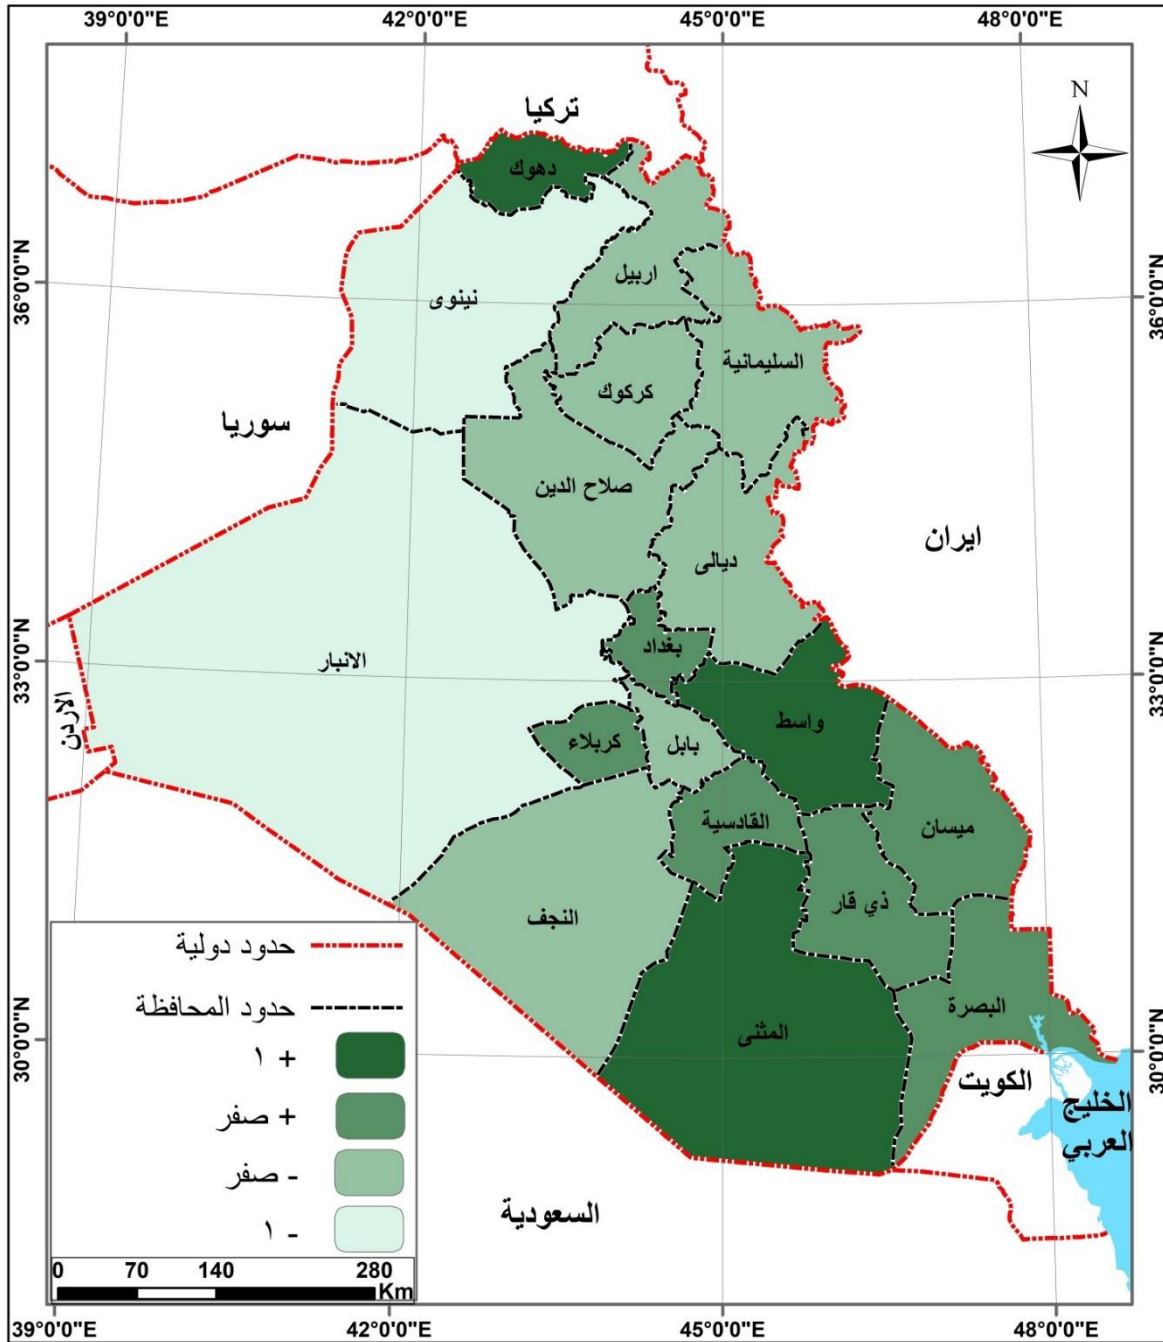 39°0'0"E 42°0'0"E 45°0'0"E 48°0'0"E
N
تركيا
دهوك
36°0'0"N
36°0'0"N
اربيل
نينوى
السليمانية
كركوك
سوريا
صلاح الدين
ايران
ديالى
بغداد
الانبار
33°0'0"N
33°0'0"N
الاردن
واسط
كربلاء
بابل
القادسية
ميسان
ذي قار
النجف
البصرة
المثنى
30°0'0"N
30°0'0"N
الكويت
الخليج
العربي
السعودية
حدود دولية
حدود المحافظة
+ ١
+ صفر
- صفر
- ١
0 70 140 280
Km
39°0'0"E 42°0'0"E 45°0'0"E 48°0'0"E